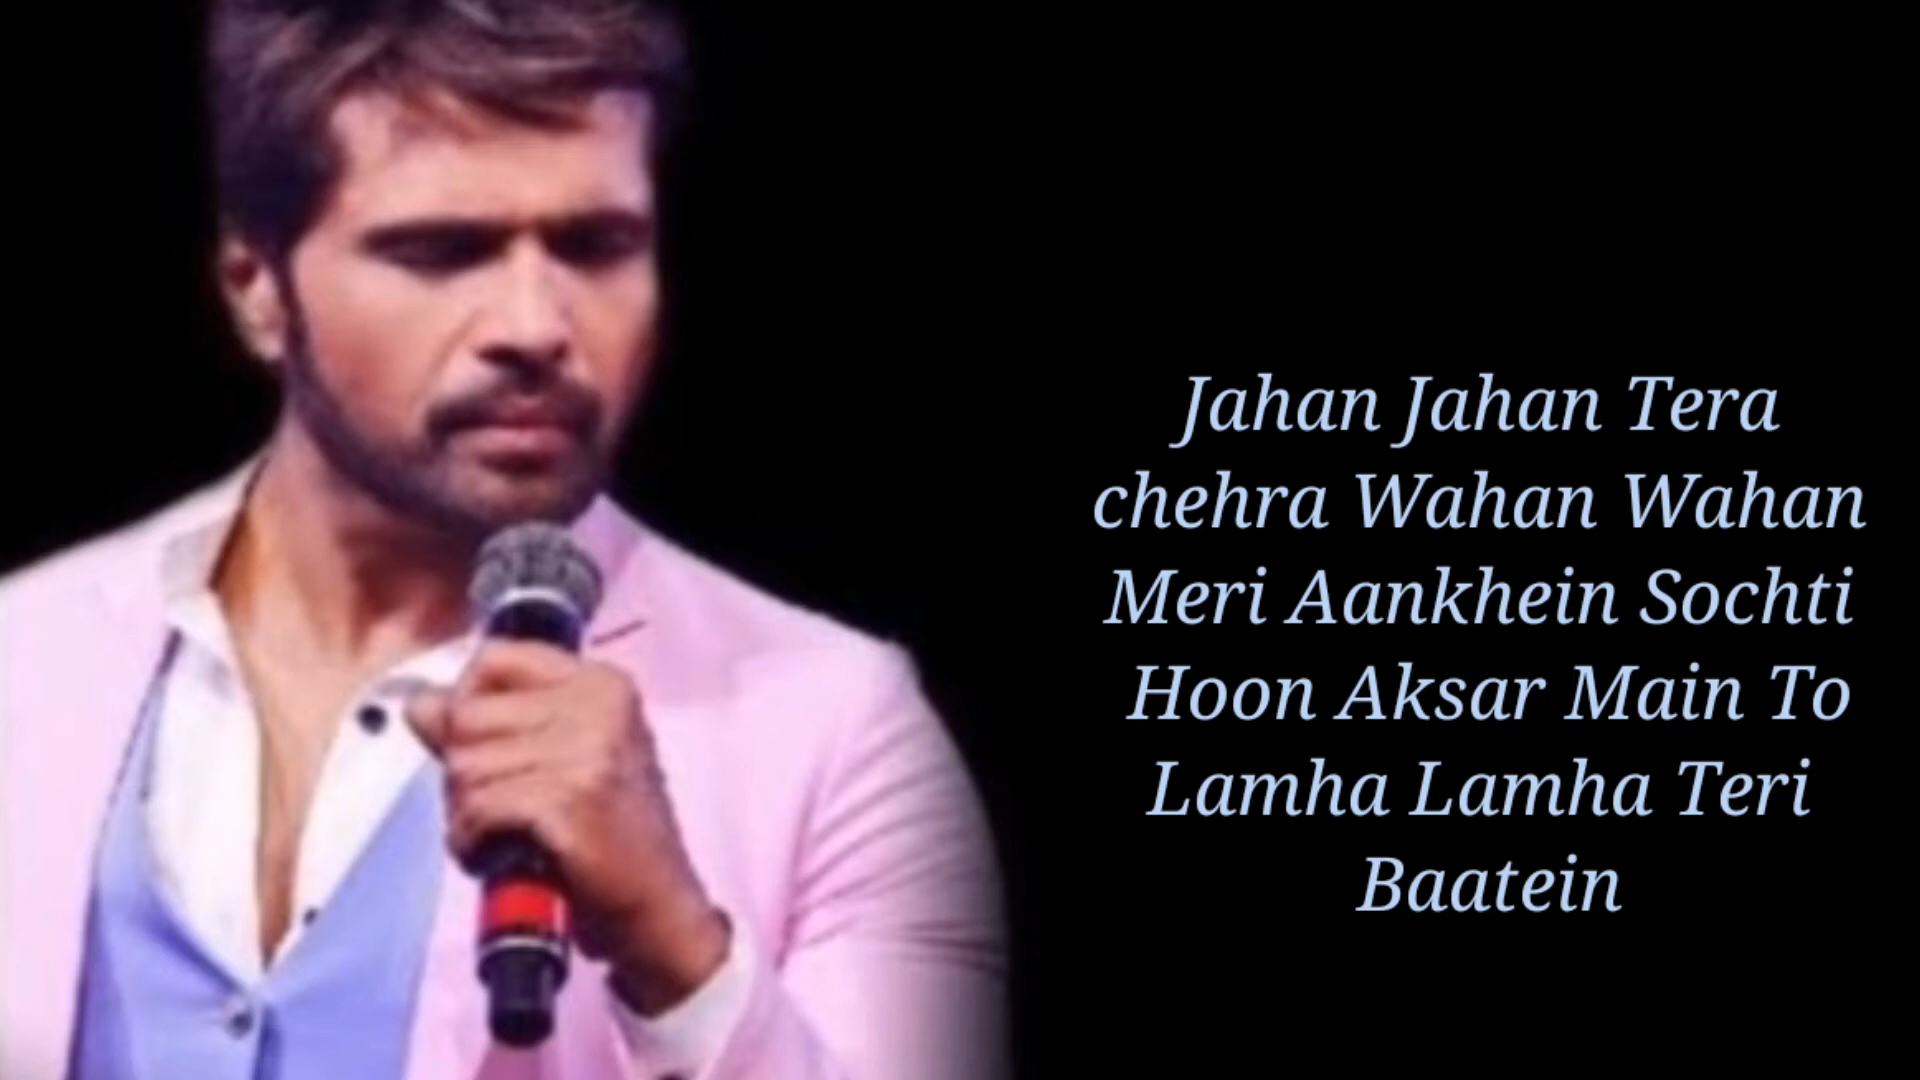 Jahan Jahan Tera
chehra Wahan Wahan
Meri Aankhein Sochti
Hoon Aksar Main To
Lamha Lamha Teri
Baatein